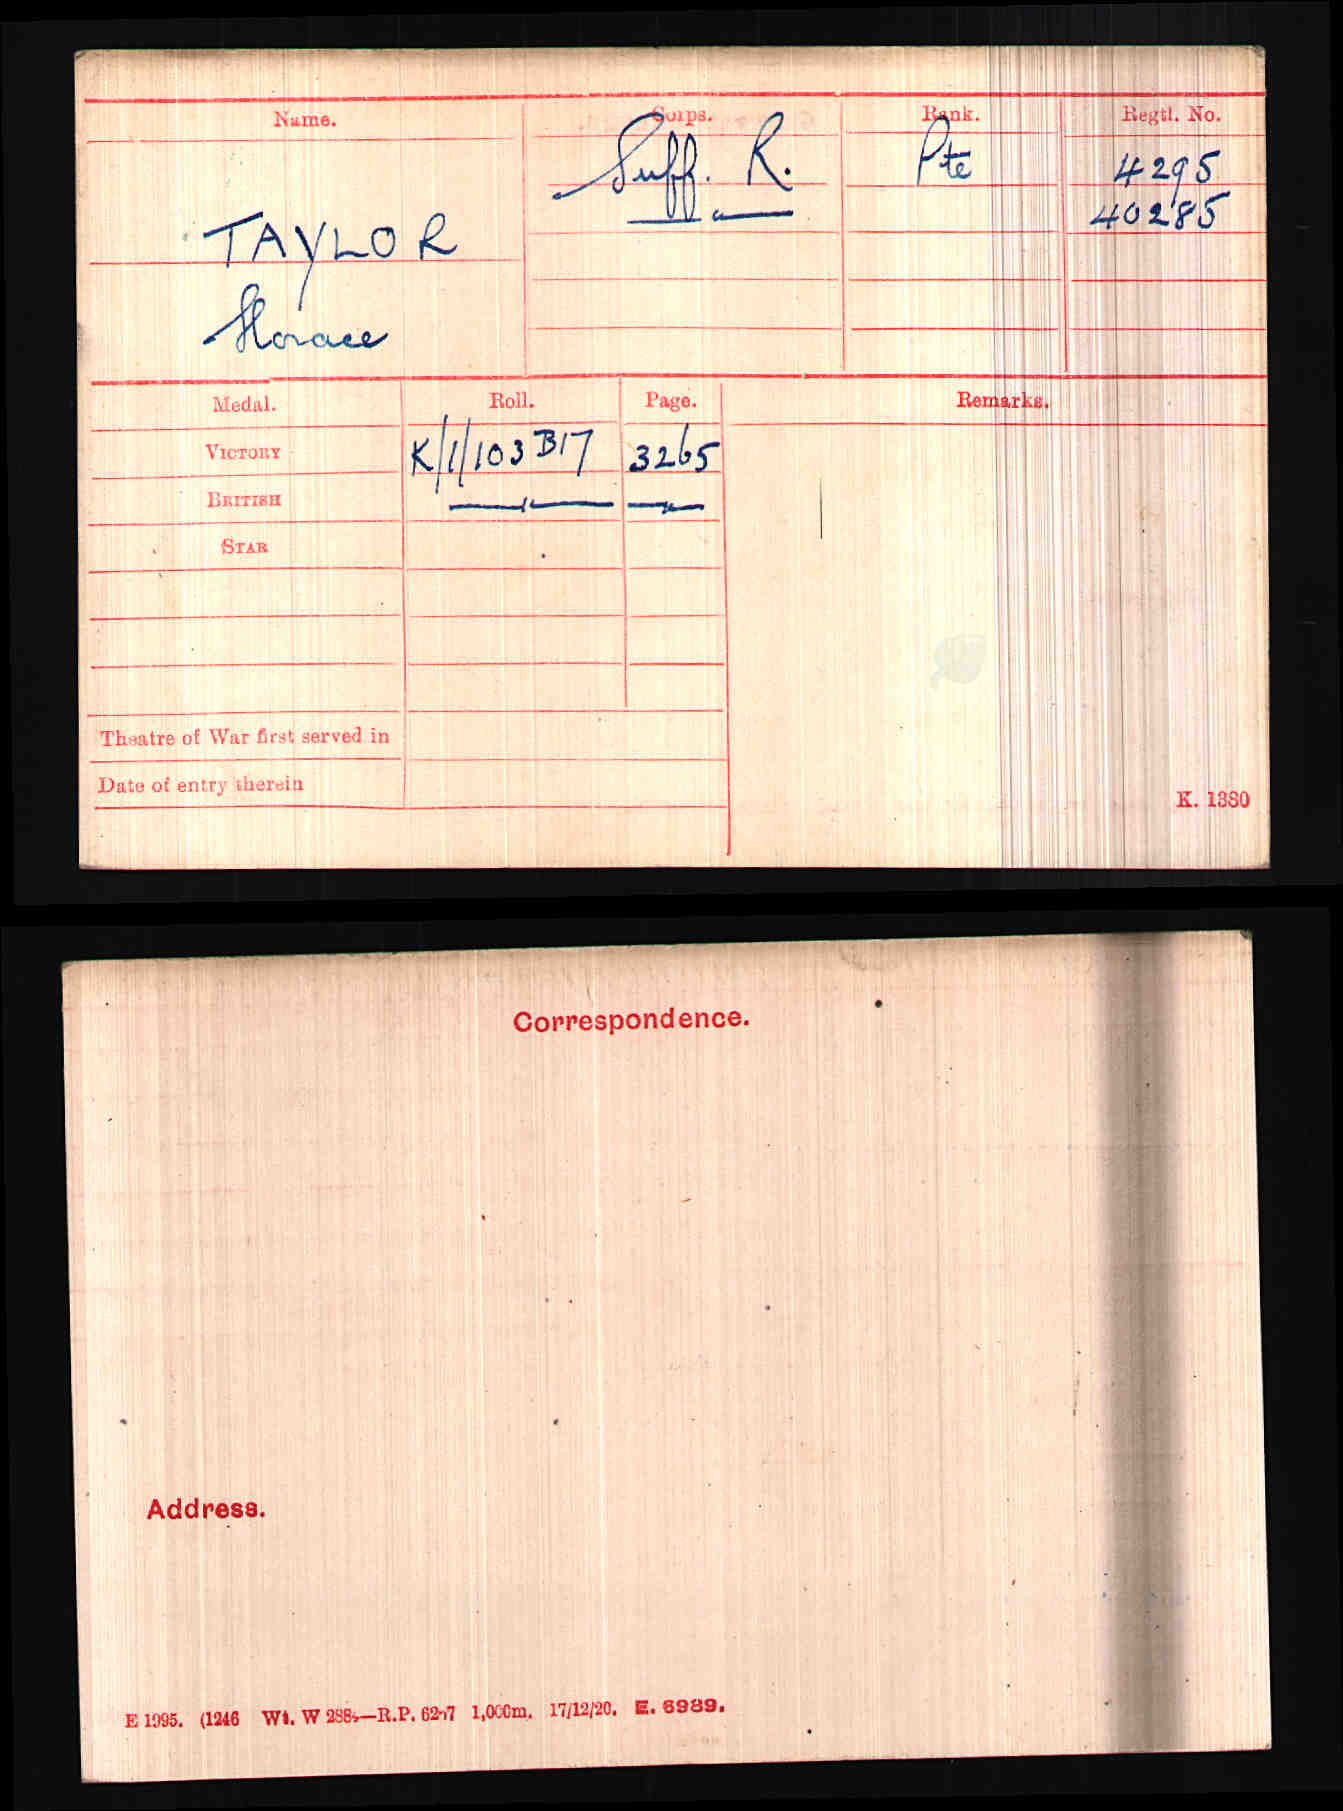 Name. Corps. Rank. Regtl. No.
Suff. R. Pte 4295
40285
TAYLOR
Horace
Medal. Roll. Page. Remarks.
VICTORY K/1/103 B17 3265
BRITISH
STAR
Theatre of War first served in
Date of entry therein
K. 1380
Correspondence.
Address.
E 1995. (1246 Wt. W 288 —R.P. 62 7 1,000m. 17/12/20. E. 6989.